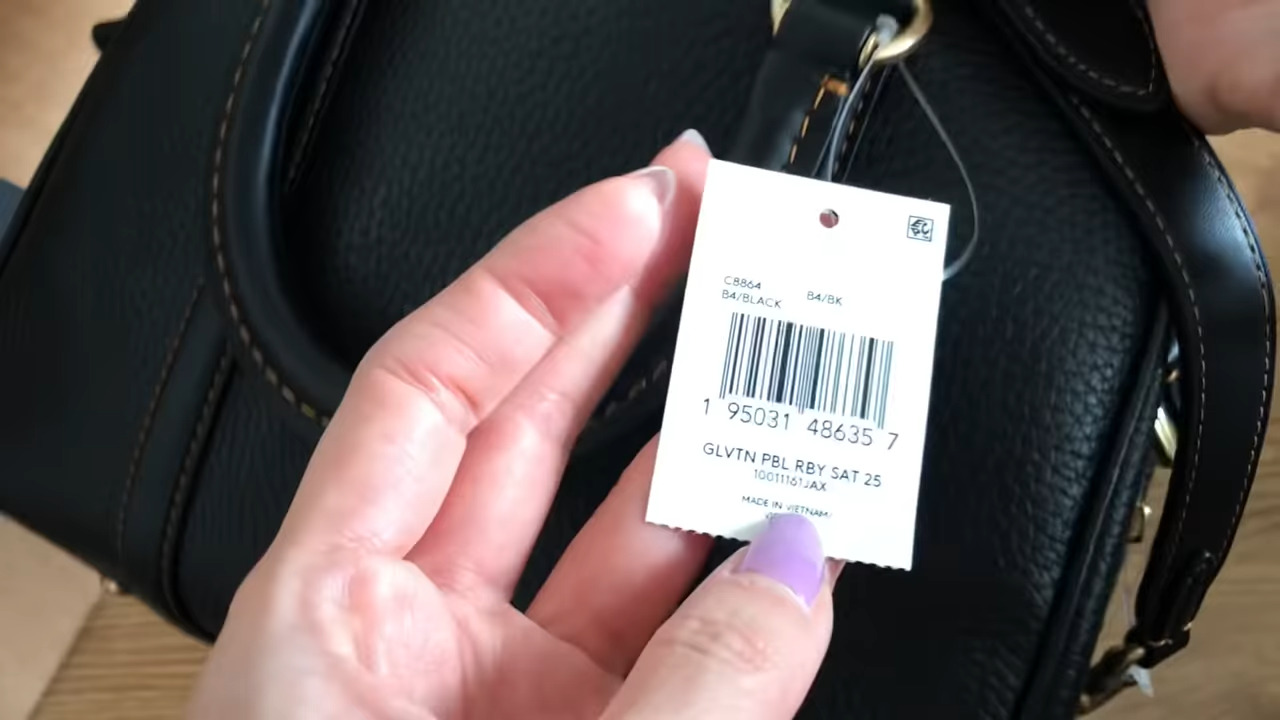 C8864 B4/BK
B4/BLACK
1 95031 48635 7
GLVTN PBL RBY SAT 25
10011161JAX
MADE IN VIETNAM/